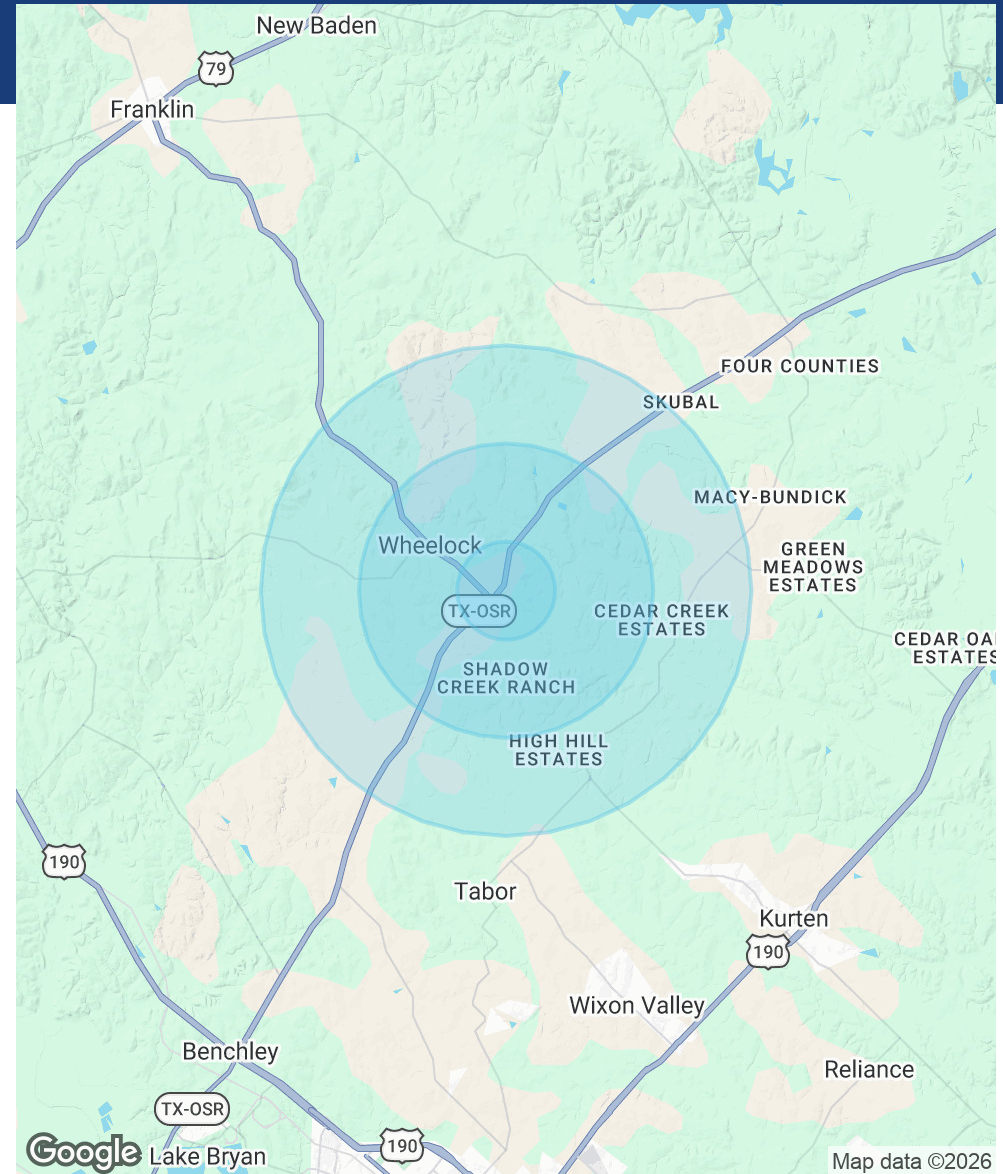 New Baden
79
Franklin
FOUR COUNTIES
SKUBAL
MACY-BUNDICK
Wheelock
GREEN
MEADOWS
ESTATES
TX-OSR
CEDAR CREEK
ESTATES
CEDAR OA
ESTATES
SHADOW
CREEK RANCH
HIGH HILL
ESTATES
190
Tabor
Kurten
190
Wixon Valley
Benchley
Reliance
TX-OSR
190
Google
Lake Bryan
Map data ©2026